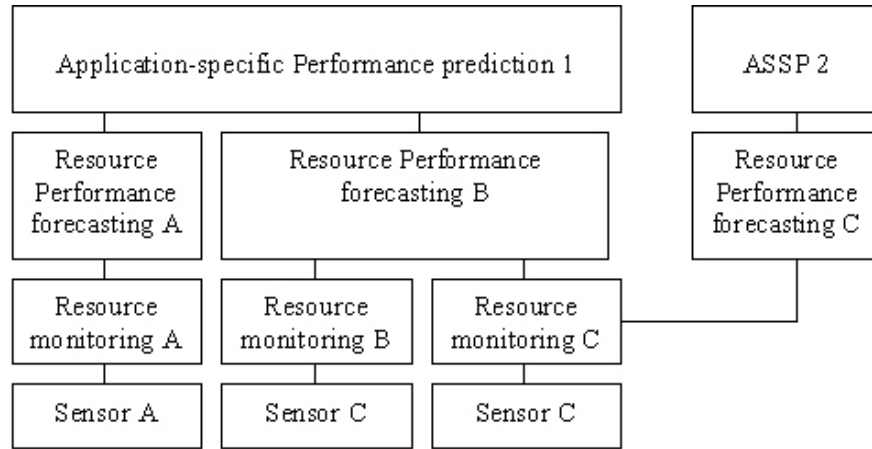 Application-specific Performance prediction 1
ASSP 2
Resource
Performance
forecasting A
Resource Performance
forecasting B
Resource
Performance
forecasting C
Resource
monitoring A
Resource
monitoring B
Resource
monitoring C
Sensor A
Sensor C
Sensor C